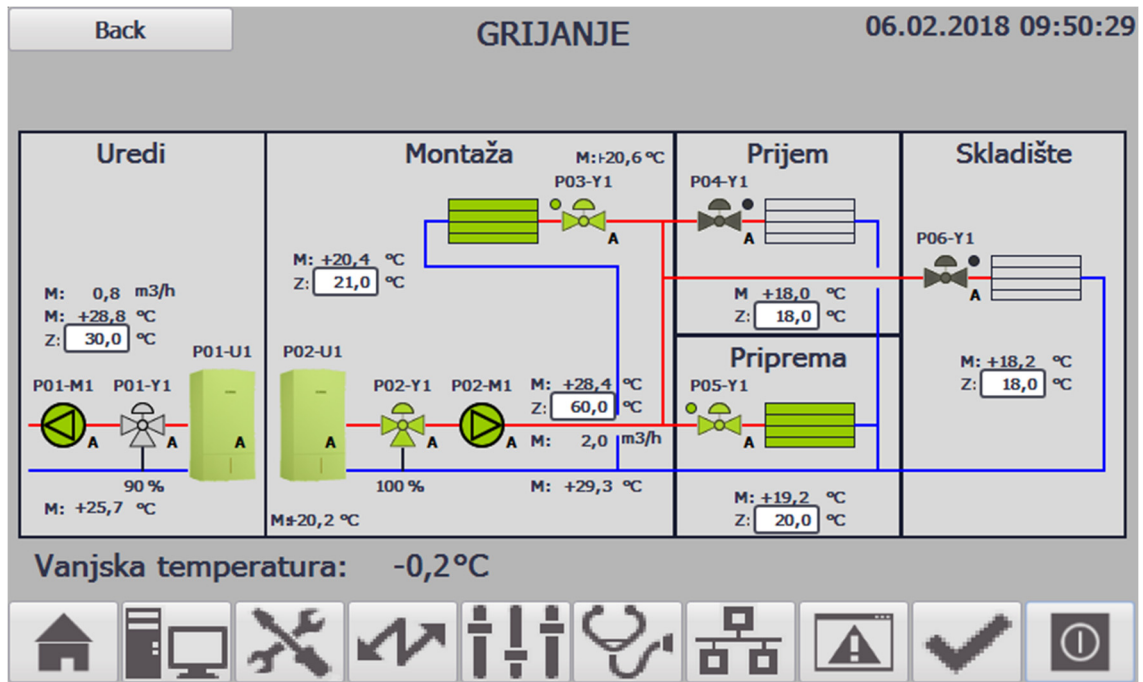 Back
GRIJANJE
06.02.2018 09:50:29
Uredi
M: 0,8 m3/h
M: +28,8 °C
Z: 30,0 °C
P01-U1
P01-M1 P01-Y1
A A A
90 %
M: +25,7 °C
Montaža
M:+20,6 °C
P03-Y1
A
M: +20,4 °C
Z: 21,0 °C
P02-U1
P02-Y1 P02-M1
M: +28,4 °C
Z: 60,0 °C
A A A
M: 2,0 m3/h
100 %
M: +29,3 °C
M:+20,2 °C
Prijem
P04-Y1
A
M +18,0 °C
Z: 18,0 °C
Priprema
P05-Y1
A
M: +19,2 °C
Z: 20,0 °C
Skladište
P06-Y1
A
M: +18,2 °C
Z: 18,0 °C
Vanjska temperatura: -0,2°C